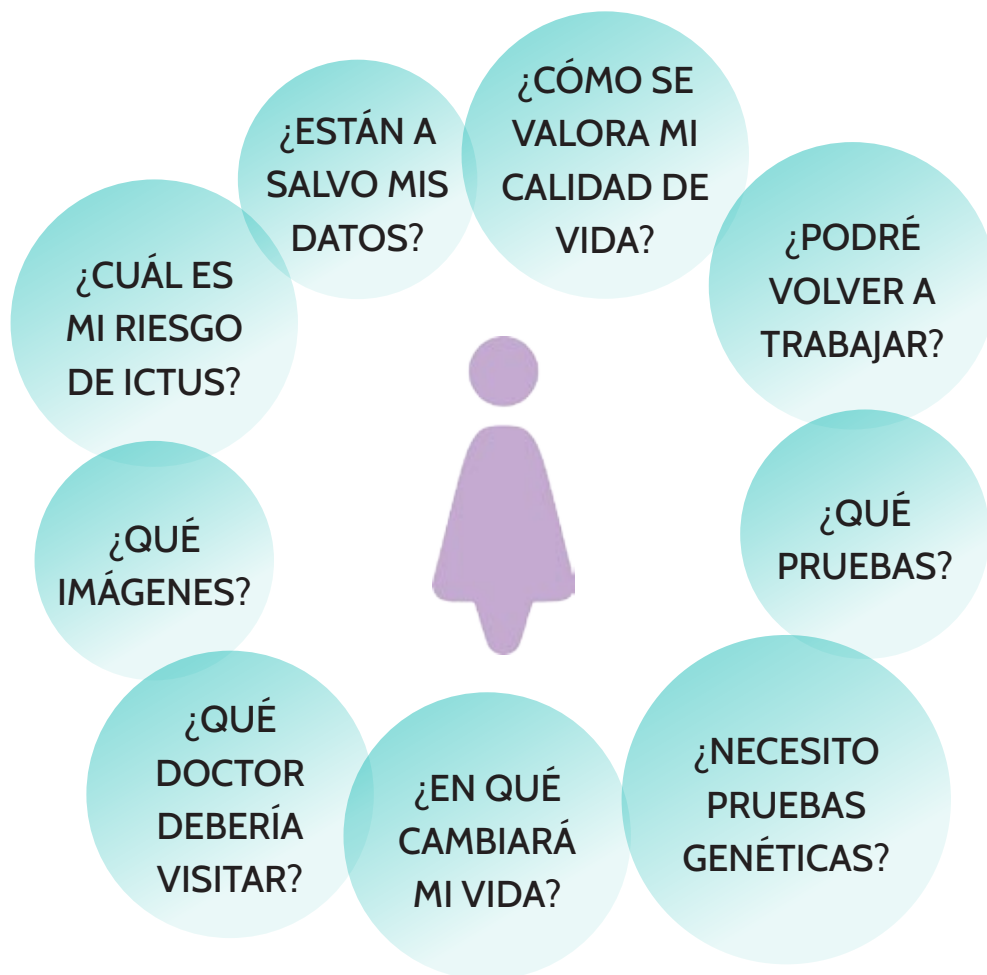 ¿CÓMO SE
VALORA MI
CALIDAD DE
VIDA?
¿ESTÁN A
SALVO MIS
DATOS?
¿PODRÉ
VOLVER A
TRABAJAR?
¿CUÁL ES
MI RIESGO
DE ICTUS?
¿QUÉ
PRUEBAS?
¿QUÉ
IMÁGENES?
¿QUÉ
DOCTOR
DEBERÍA
VISITAR?
¿EN QUÉ
CAMBIARÁ
MI VIDA?
¿NECESITO
PRUEBAS
GENÉTICAS?